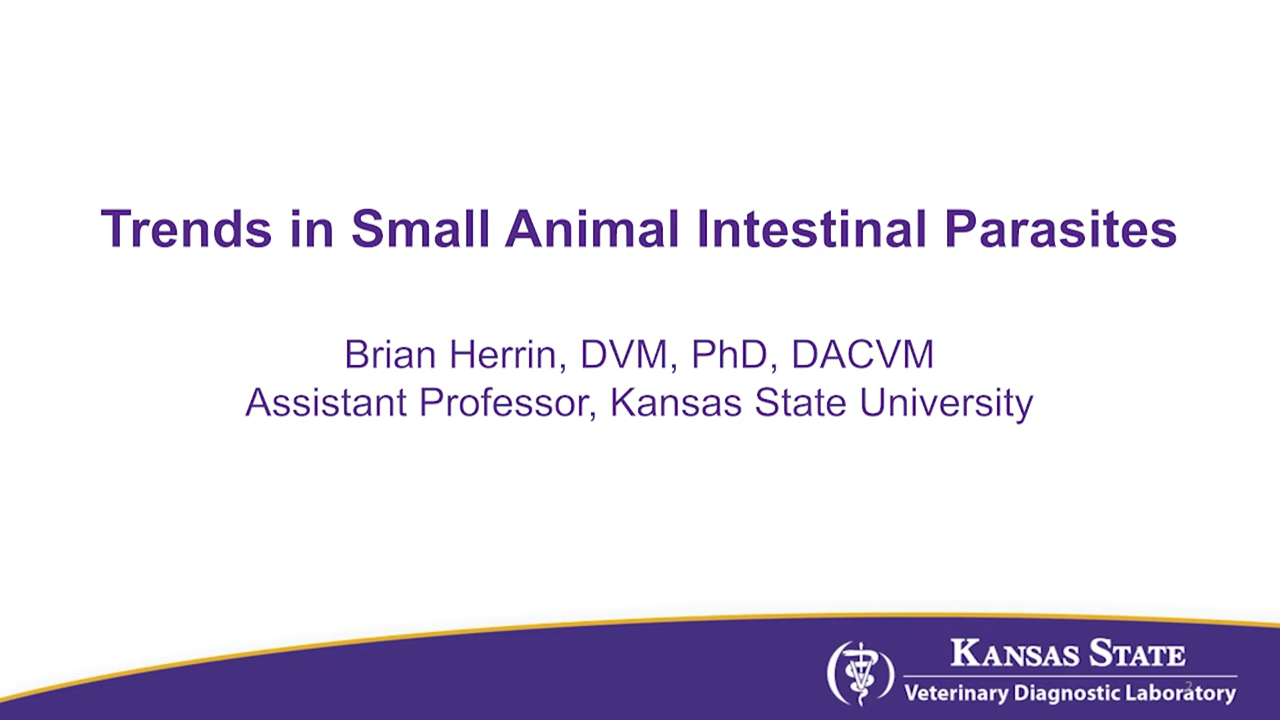 Trends in Small Animal Intestinal Parasites
Brian Herrin, DVM, PhD, DACVM
Assistant Professor, Kansas State University
KANSAS STATE
Veterinary Diagnostic Laboratory
2